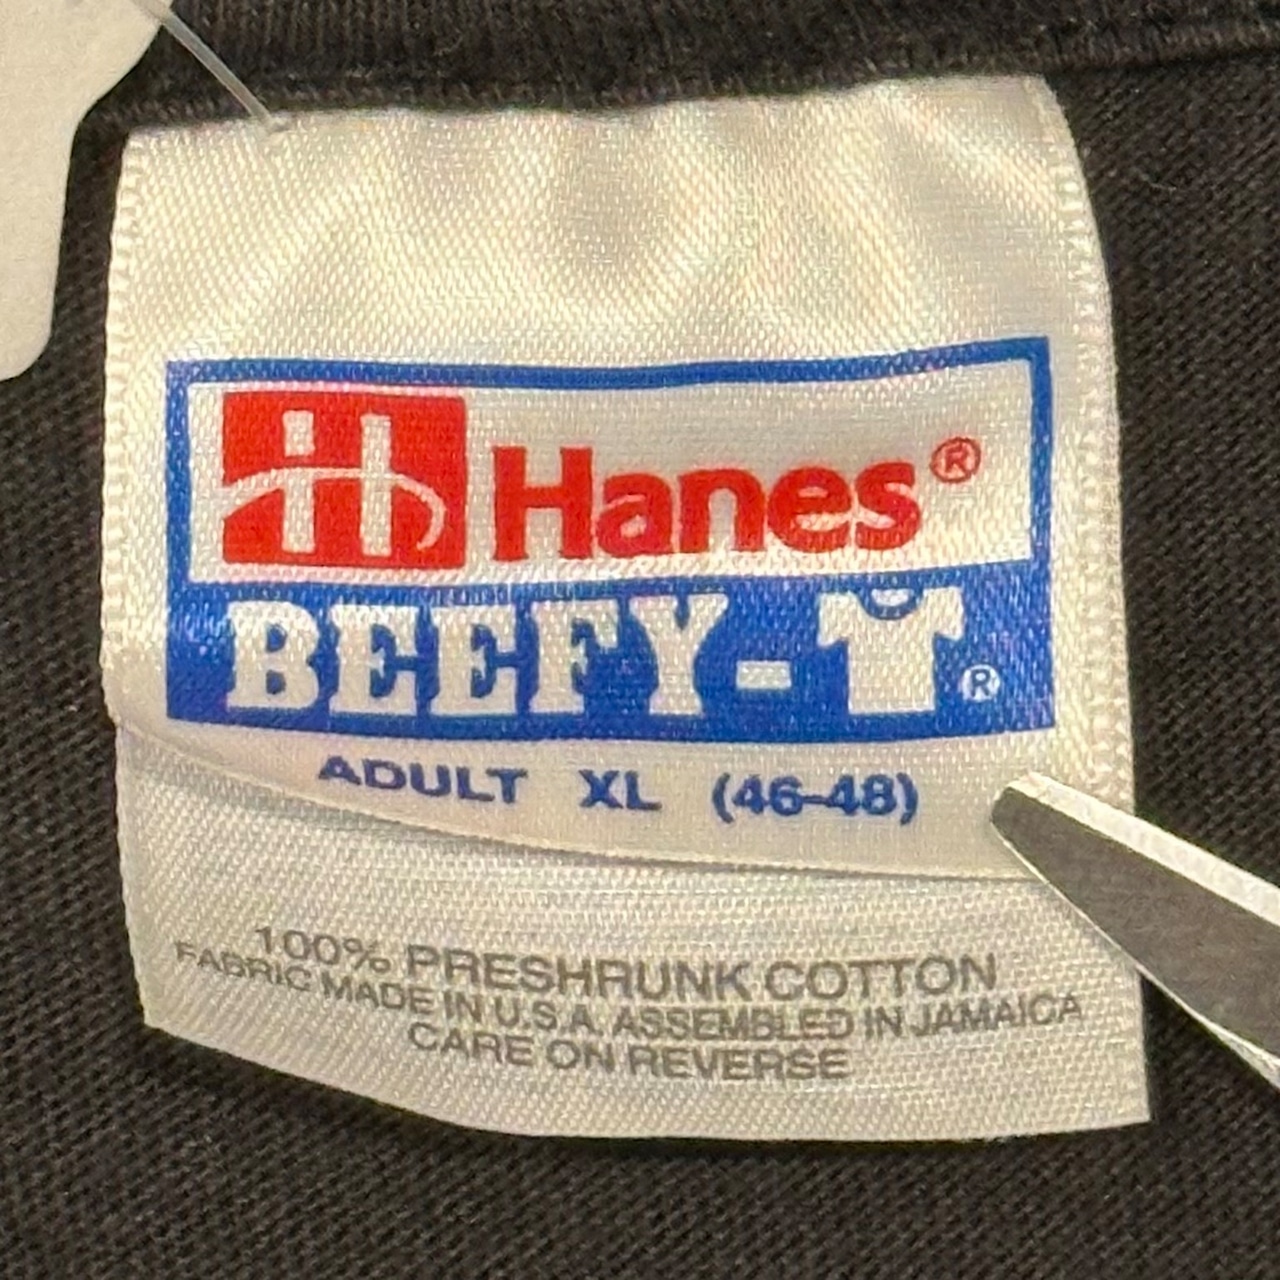 H Hanes®
BEEFY-T®
ADULT XL (46-48)
100% PRESHRUNK COTTON
FABRIC MADE IN U.S.A. ASSEMBLED IN JAMAICA
CARE ON REVERSE